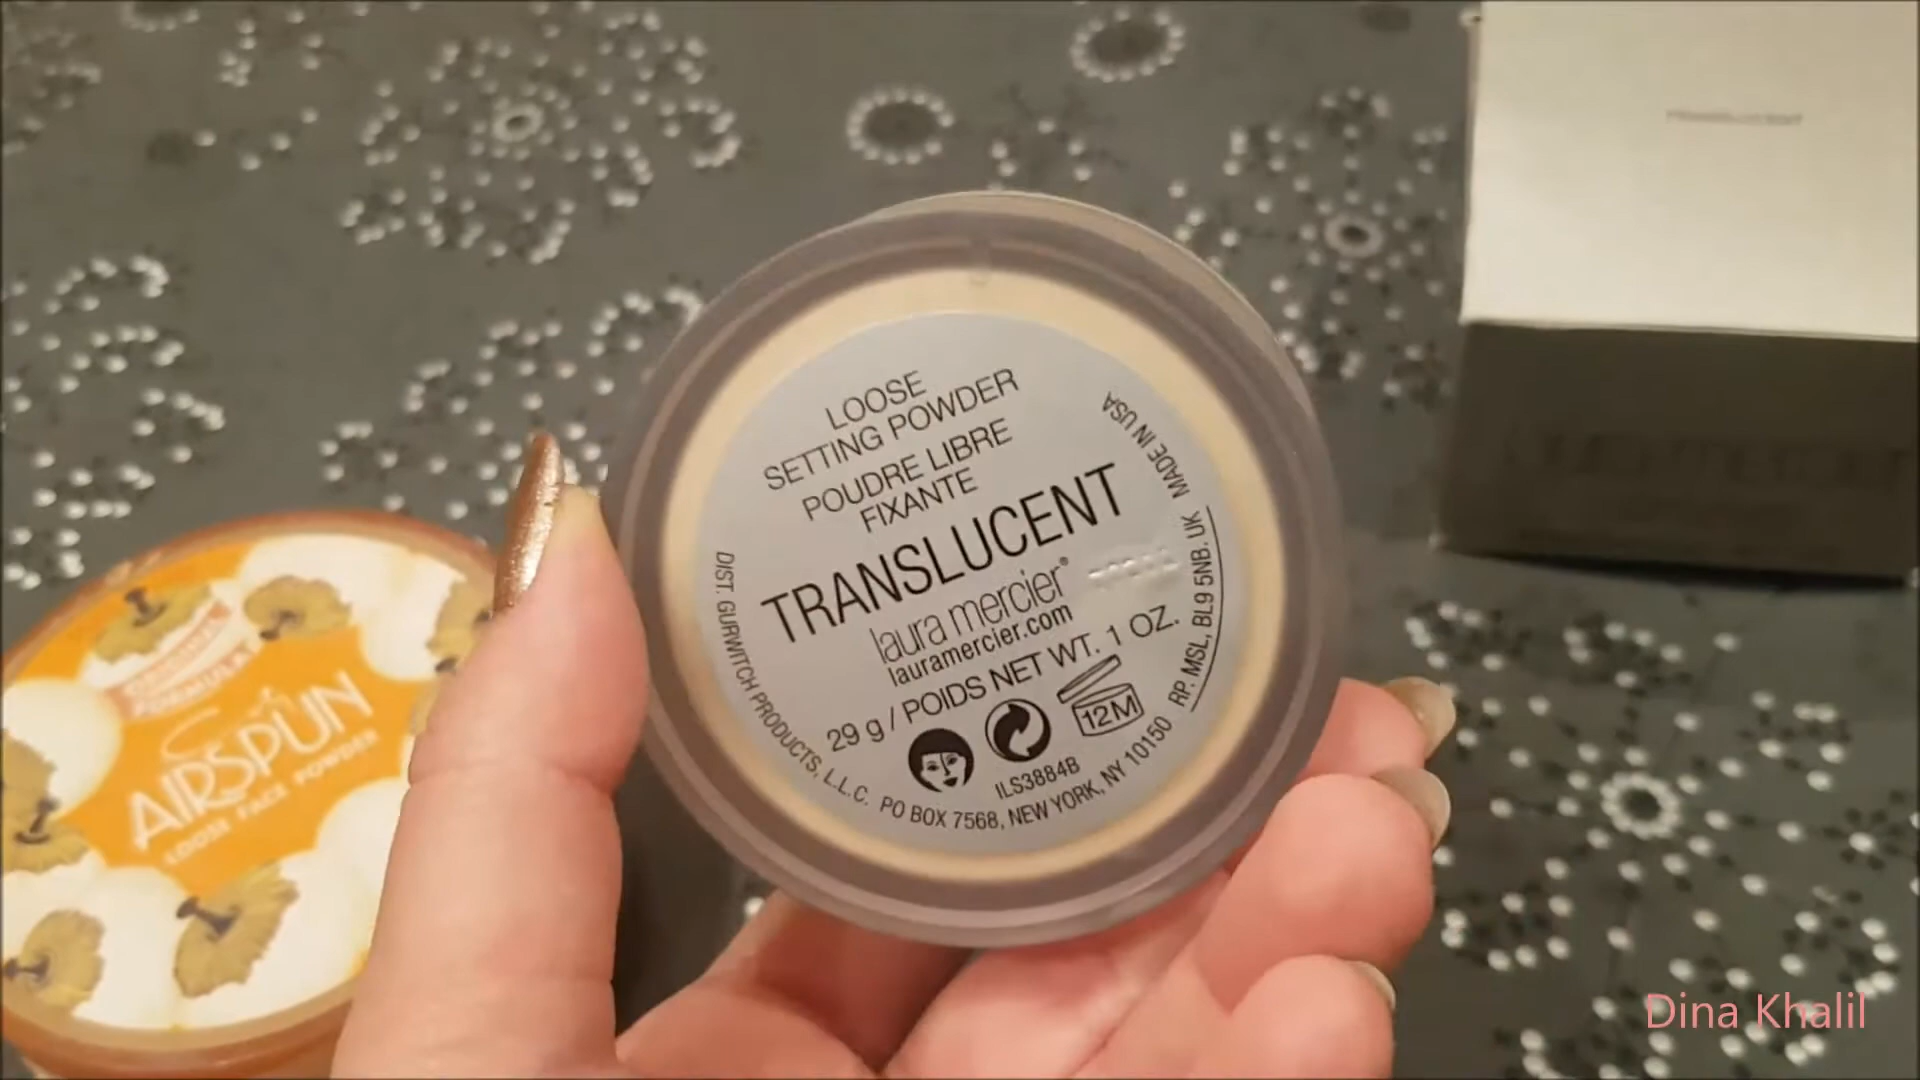 LOOSE
SETTING POWDER
POUDRE LIBRE
FIXANTE
TRANSLUCENT
laura mercier®
lauramercier.com
29 g / POIDS NET WT. 1 OZ.
12M
ILS3884B
DIST. GURWITCH PRODUCTS, L.L.C. PO BOX 7568, NEW YORK, NY 10150
RP. MSL, BL9 5NB. UK
MADE IN USA
FORMULA
AIRSPUN
LOOSE FACE POWDER
TRANSLUCENT
Dina Khalil